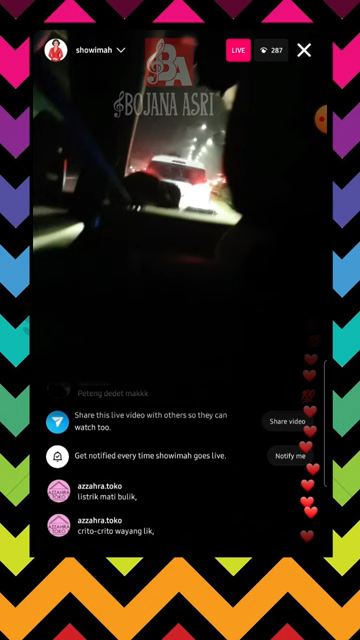 showimah
LIVE
287
BA
BOJANA ASRI
Peteng dedet makkk
Share this live video with others so they can
watch too.
Share video
Get notified every time showimah goes live.
Notify me
azzahra.toko
listrik mati bulik,
azzahra.toko
crito-crito wayang lik,